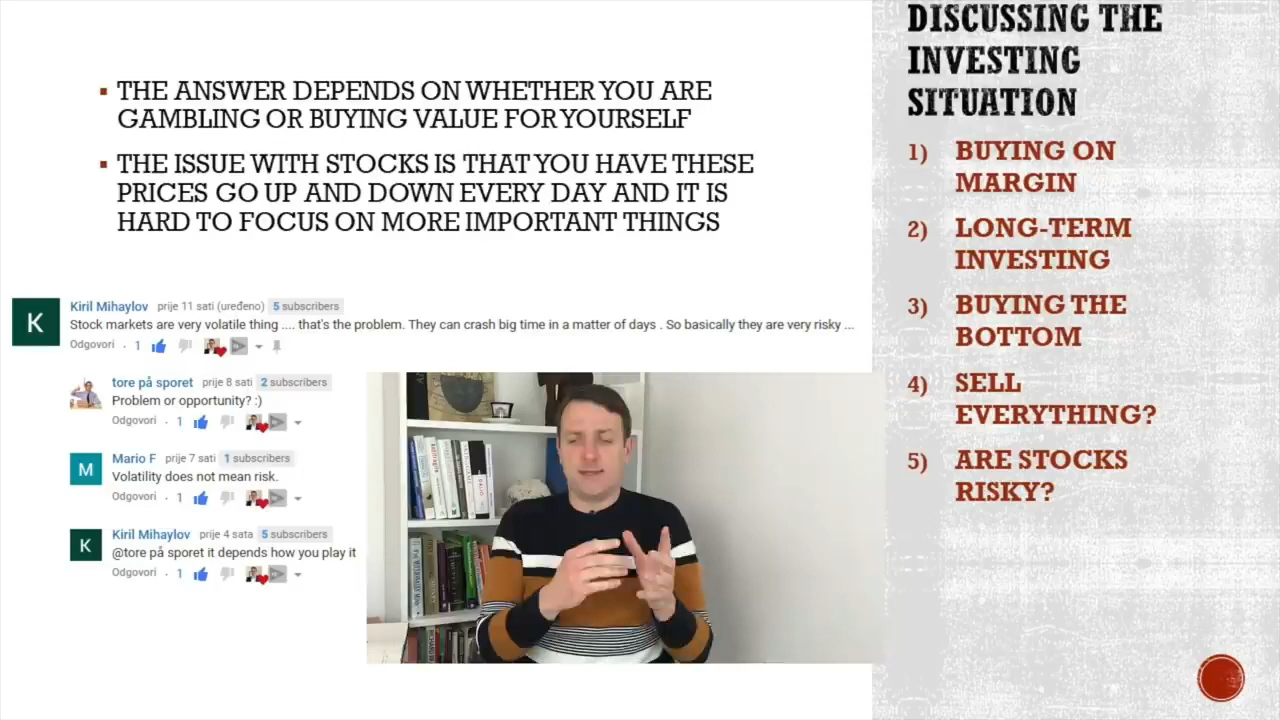 THE ANSWER DEPENDS ON WHETHER YOU ARE
GAMBLING OR BUYING VALUE FOR YOURSELF
THE ISSUE WITH STOCKS IS THAT YOU HAVE THESE
PRICES GO UP AND DOWN EVERY DAY AND IT IS
HARD TO FOCUS ON MORE IMPORTANT THINGS
K
Kiril Mihaylov prije 11 sati (uređeno) 5 subscribers
Stock markets are very volatile thing .... that's the problem. They can crash big time in a matter of days . So basically they are very risky ...
Odgovori · 1
tore på sporet prije 8 sati 2 subscribers
Problem or opportunity? :)
Odgovori · 1
M
Mario F prije 7 sati 1 subscribers
Volatility does not mean risk.
Odgovori · 1
K
Kiril Mihaylov prije 4 sata 5 subscribers
@tore på sporet it depends how you play it
Odgovori · 1
DISCUSSING THE
INVESTING
SITUATION
1) BUYING ON
MARGIN
2) LONG-TERM
INVESTING
3) BUYING THE
BOTTOM
4) SELL
EVERYTHING?
5) ARE STOCKS
RISKY?